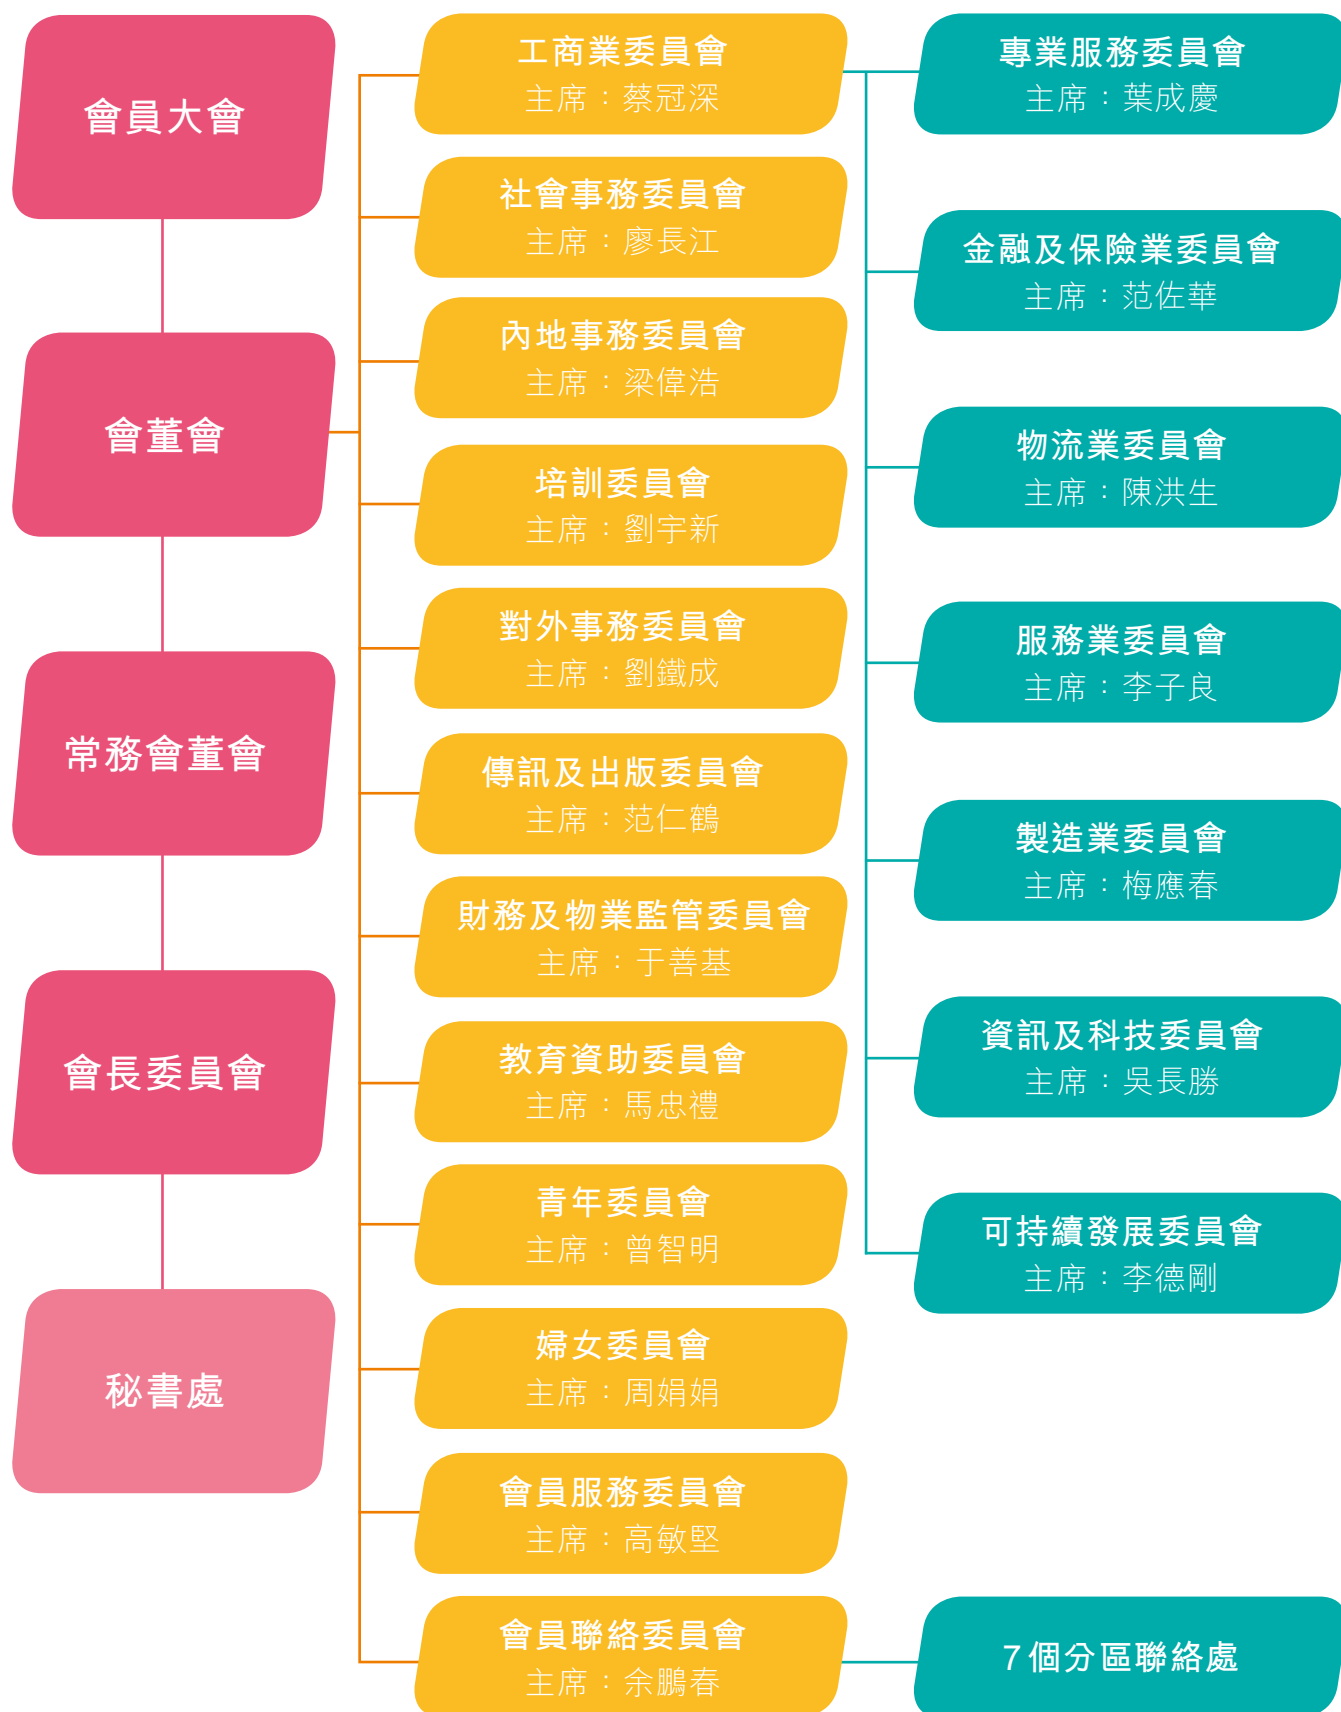 會員大會
會董會
常務會董會
會長委員會
秘書處
工商業委員會
主席：蔡冠深
社會事務委員會
主席：廖長江
內地事務委員會
主席：梁偉浩
培訓委員會
主席：劉宇新
對外事務委員會
主席：劉鐵成
傳訊及出版委員會
主席：范仁鶴
財務及物業監管委員會
主席：于善基
教育資助委員會
主席：馬忠禮
青年委員會
主席：曾智明
婦女委員會
主席：周娟娟
會員服務委員會
主席：高敏堅
會員聯絡委員會
主席：余鵬春
專業服務委員會
主席：葉成慶
金融及保險業委員會
主席：范佐華
物流業委員會
主席：陳洪生
服務業委員會
主席：李子良
製造業委員會
主席：梅應春
資訊及科技委員會
主席：吳長勝
可持續發展委員會
主席：李德剛
7個分區聯絡處